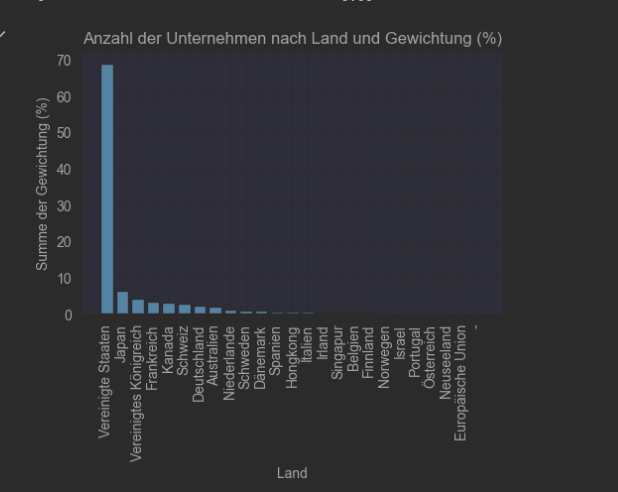 Anzahl der Unternehmen nach Land und Gewichtung (%)
Summe der Gewichtung (%)
70
60
50
40
30
20
10
0
Vereinigte Staaten
Japan
Vereinigtes Königreich
Frankreich
Kanada
Schweiz
Deutschland
Australien
Niederlande
Schweden
Dänemark
Spanien
Hongkong
Italien
Irland
Singapur
Belgien
Finnland
Norwegen
Israel
Portugal
Österreich
Neuseeland
Europäische Union
-
Land